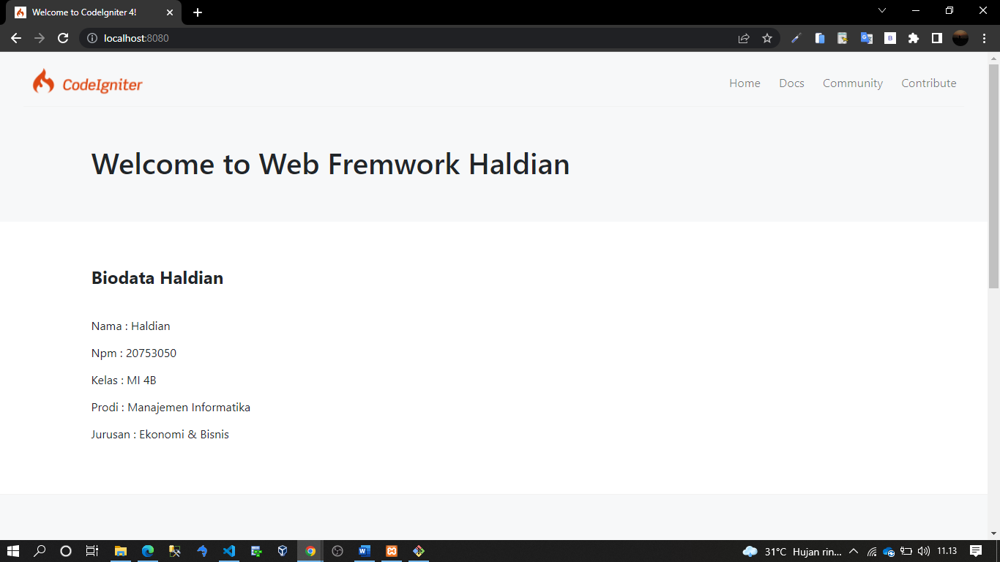 Welcome to CodeIgniter 4!
localhost:8080
CodeIgniter
Home Docs Community Contribute
Welcome to Web Fremwork Haldian
Biodata Haldian
Nama : Haldian
Npm : 20753050
Kelas : MI 4B
Prodi : Manajemen Informatika
Jurusan : Ekonomi & Bisnis
31°C Hujan rin... 11.13